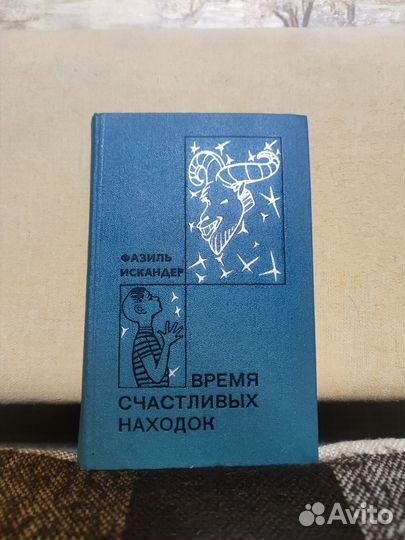 ФАЗИЛЬ
ИСКАНДЕР
ВРЕМЯ
СЧАСТЛИВЫХ
НАХОДОК
Avito